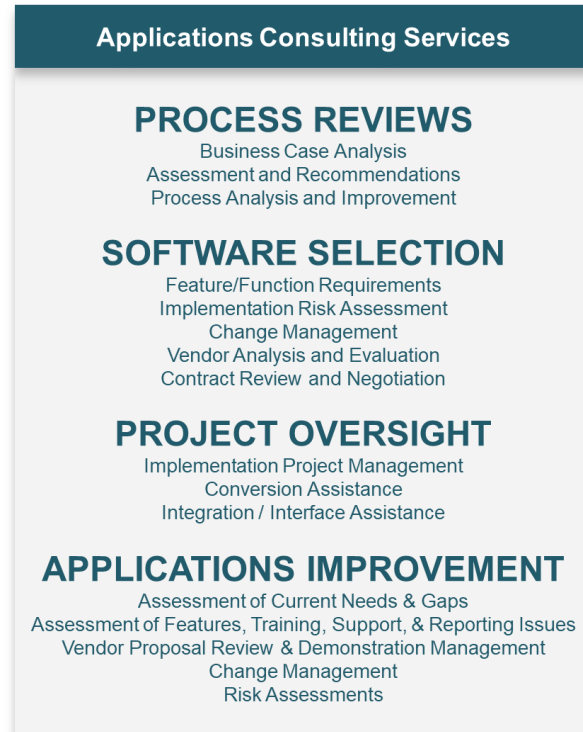 Applications Consulting Services
PROCESS REVIEWS
Business Case Analysis
Assessment and Recommendations
Process Analysis and Improvement
SOFTWARE SELECTION
Feature/Function Requirements
Implementation Risk Assessment
Change Management
Vendor Analysis and Evaluation
Contract Review and Negotiation
PROJECT OVERSIGHT
Implementation Project Management
Conversion Assistance
Integration / Interface Assistance
APPLICATIONS IMPROVEMENT
Assessment of Current Needs & Gaps
Assessment of Features, Training, Support, & Reporting Issues
Vendor Proposal Review & Demonstration Management
Change Management
Risk Assessments